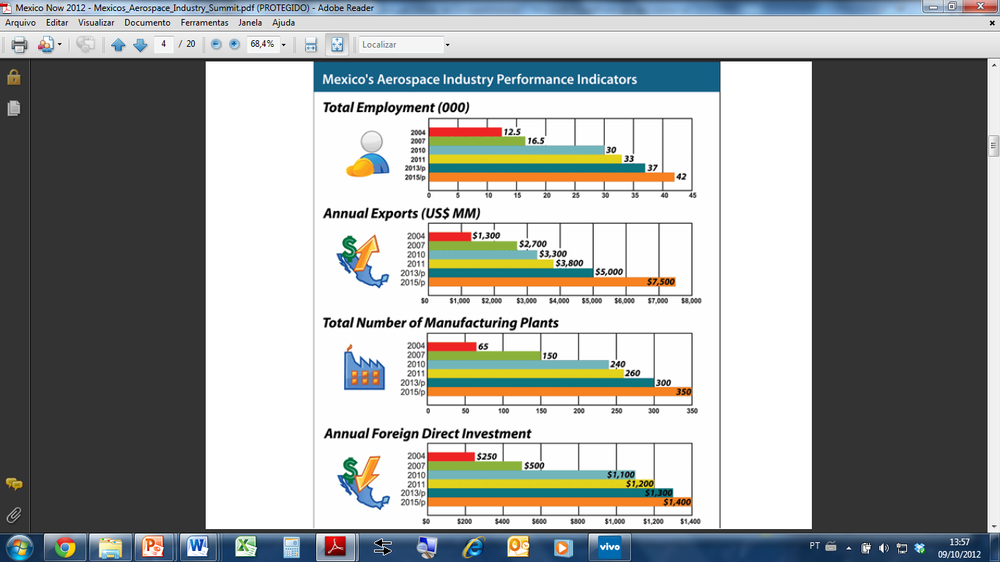 Mexico Now 2012 - Mexicos_Aerospace_Industry_Summit.pdf (PROTEGIDO) - Adobe Reader
Arquivo Editar Visualizar Documento Ferramentas Janela Ajuda
4 / 20 68,4% Localizar
Mexico's Aerospace Industry Performance Indicators
Total Employment (000)
2004 12.5
2007 16.5
2010 30
2011 33
2013/p 37
2015/p 42
0 5 10 15 20 25 30 35 40 45
Annual Exports (US$ MM)
2004 $1,300
2007 $2,700
2010 $3,300
2011 $3,800
2013/p $5,000
2015/p $7,500
$0 $1,000 $2,000 $3,000 $4,000 $5,000 $6,000 $7,000 $8,000
Total Number of Manufacturing Plants
2004 65
2007 150
2010 240
2011 260
2013/p 300
2015/p 350
0 50 100 150 200 250 300 350
Annual Foreign Direct Investment
2004 $250
2007 $500
2010 $1,100
2011 $1,200
2013/p $1,300
2015/p $1,400
$0 $200 $400 $600 $800 $1,000 $1,200 $1,400
vivo
PT 13:57
09/10/2012